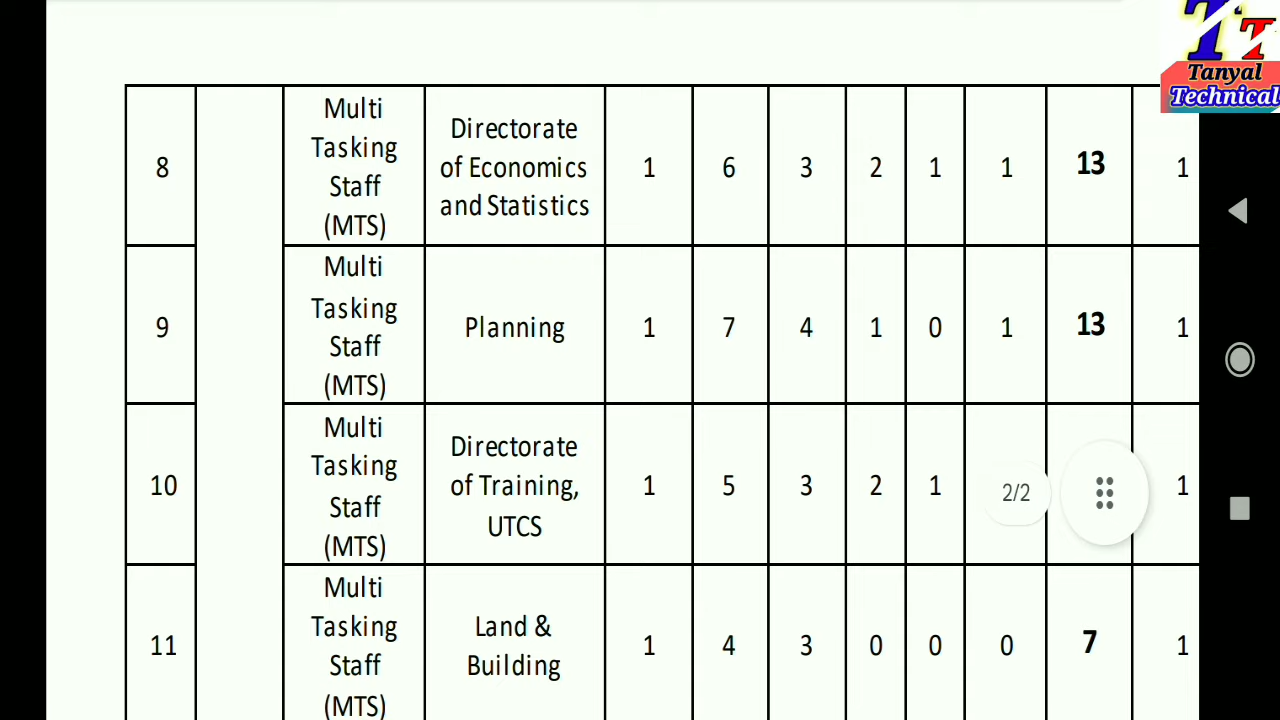 Tanyal
Technical
8
Multi
Tasking
Staff
(MTS)
Directorate
of Economics
and Statistics
1
6
3
2
1
1
13
1
9
Multi
Tasking
Staff
(MTS)
Planning
1
7
4
1
0
1
13
1
10
Multi
Tasking
Staff
(MTS)
Directorate
of Training,
UTCS
1
5
3
2
1
2/2
1
11
Multi
Tasking
Staff
(MTS)
Land &
Building
1
4
3
0
0
0
7
1